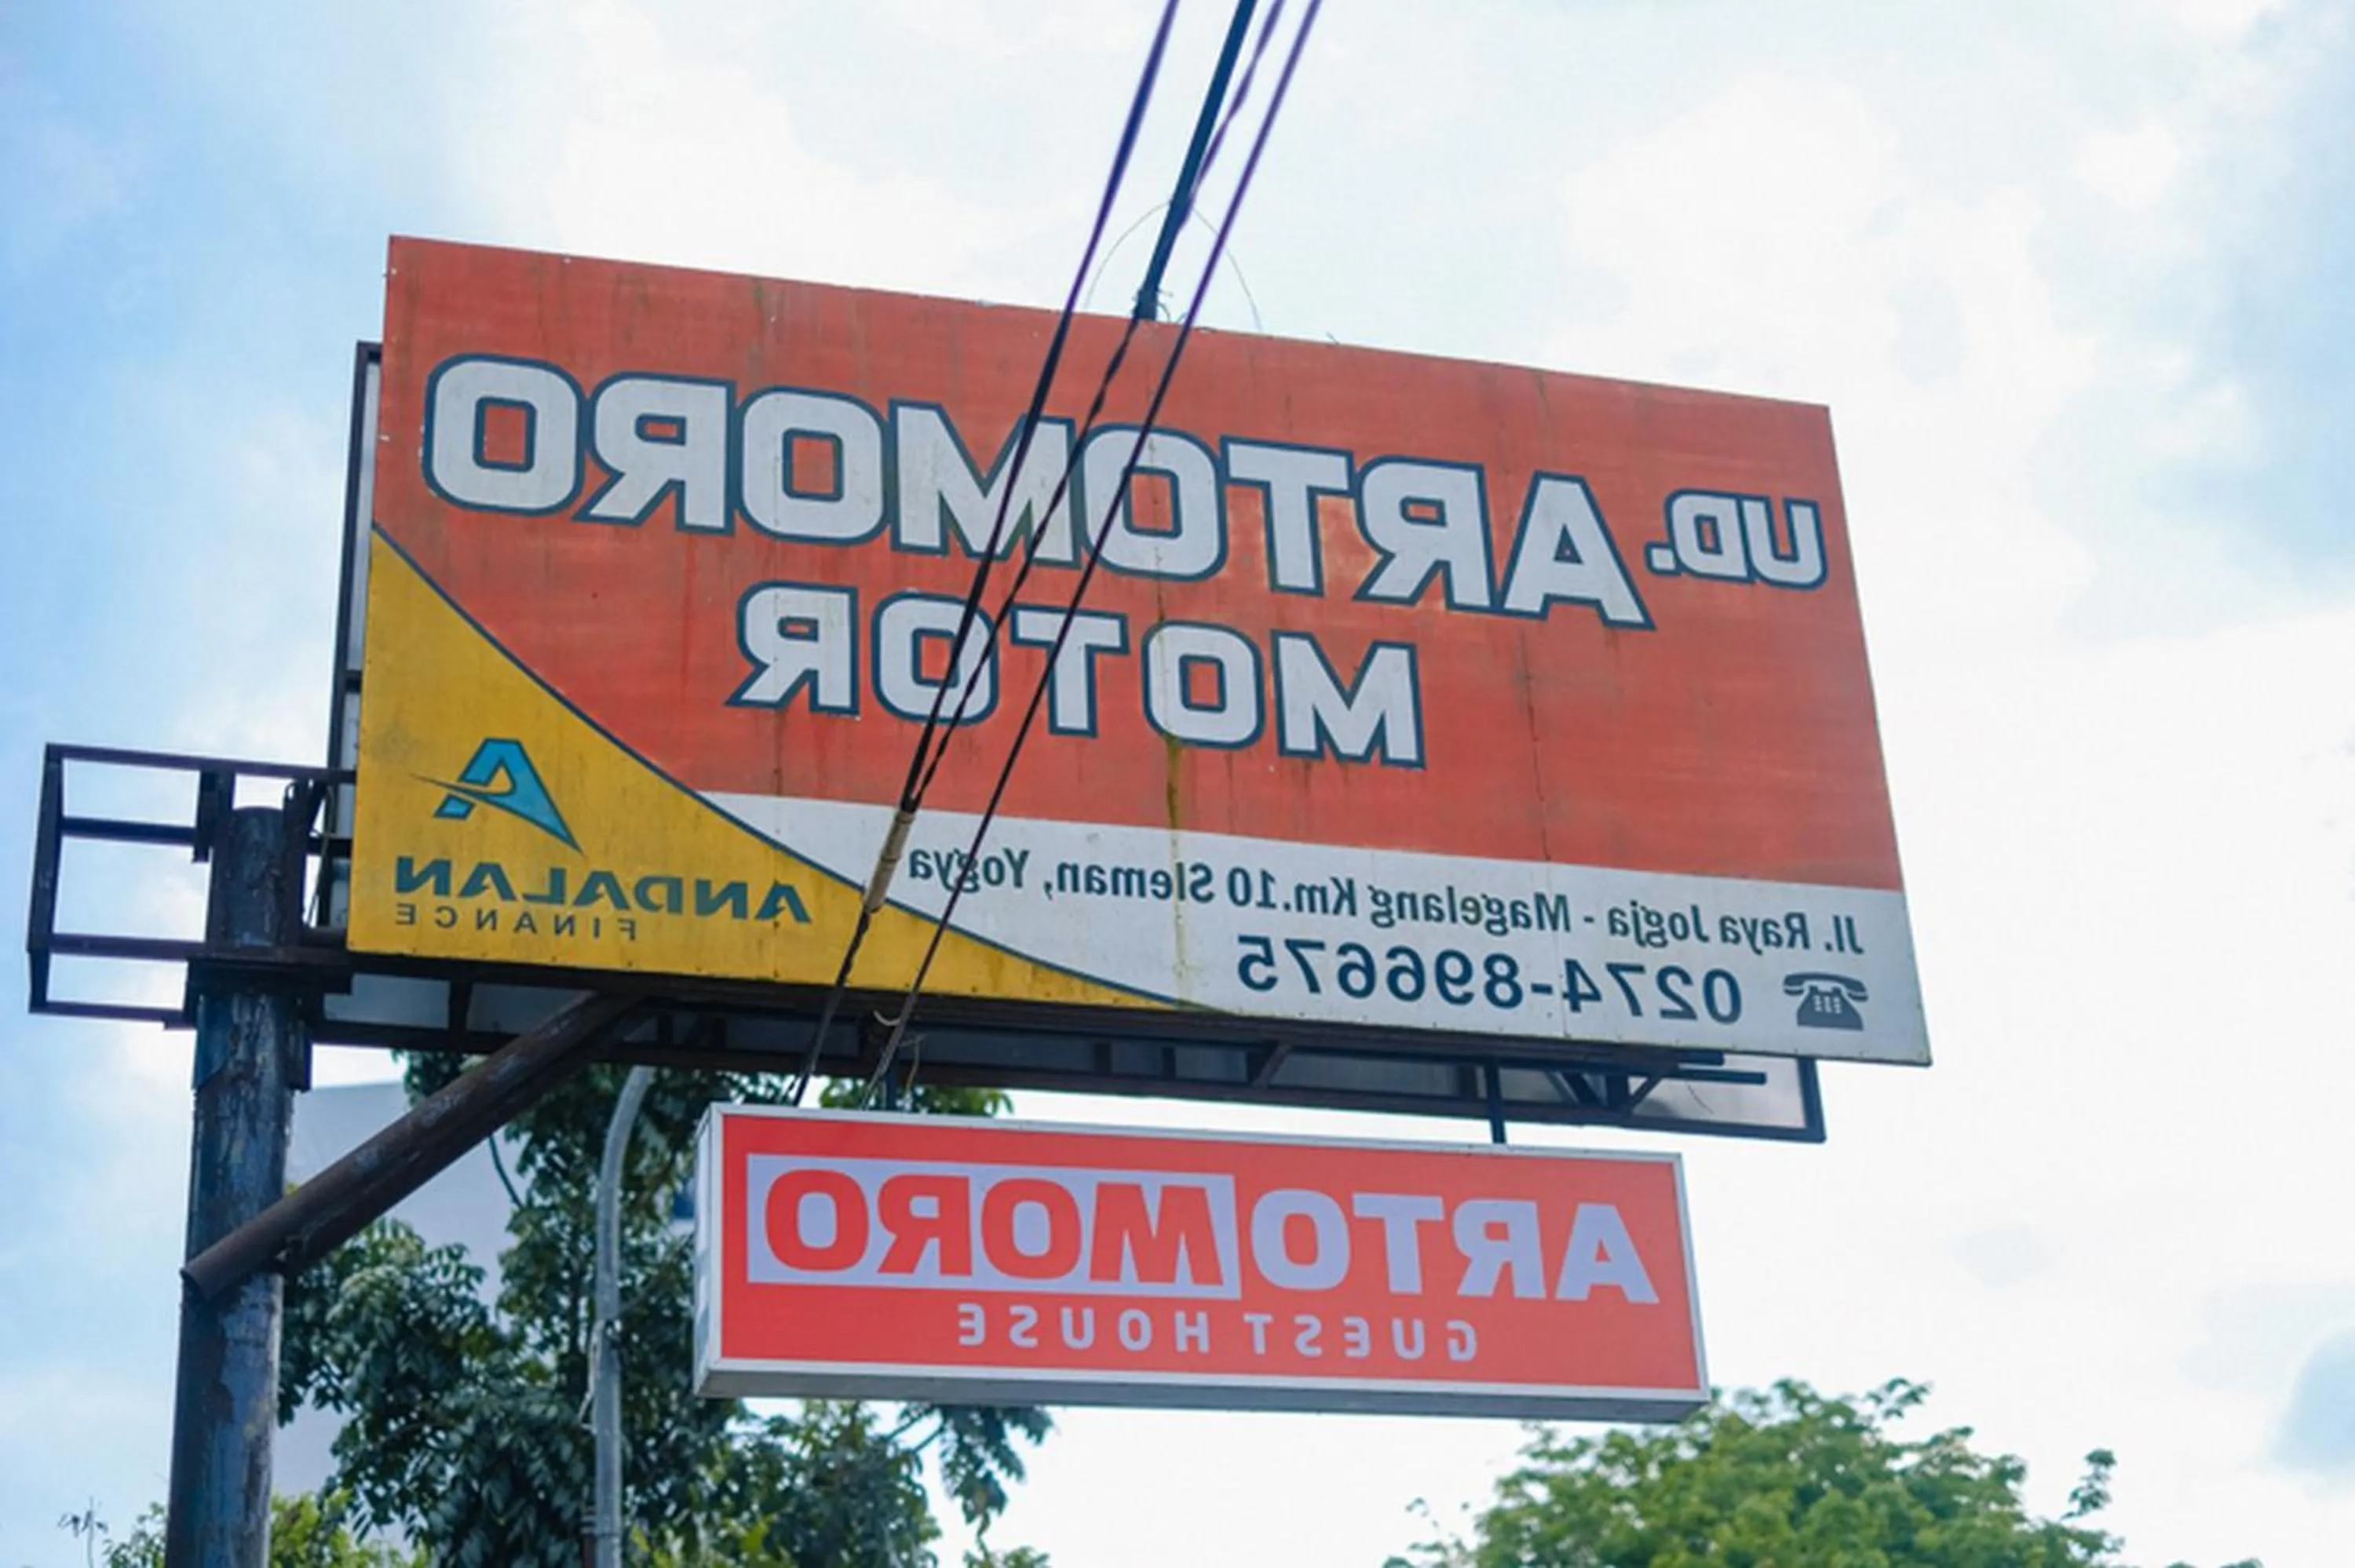 UD. ARTOMORO
MOTOR
Jl. Raya Jogja - Magelang Km.10 Sleman, Yogya
0274-896675
ANDALAN
FINANCE
ARTOMORO
GUEST HOUSE